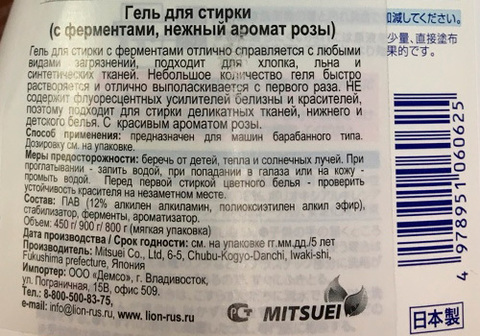 Гель для стирки
(с ферментами, нежный аромат розы)
Гель для стирки с ферментами отлично справляется с любыми
видами загрязнений, подходит для хлопка, льна и
синтетических тканей. Небольшое количество геля быстро
растворяется и отлично выполаскивается с первого раза. НЕ
содержит флуоресцентных усилителей белизны и красителей,
поэтому подходит для стирки деликатных тканей, нижнего и
детского белья. С красивым ароматом розы.
Способ применения: предназначен для машин барабанного типа.
Дозировку см. на упаковке.
Меры предосторожности: беречь от детей, тепла и солнечных лучей. При
проглатывании - запить водой, при попадании в галаза или на кожу -
промыть водой. Перед первой стиркой цветного белья - проверить
устойчивость красителя на незаметном месте.
Состав: ПАВ (12% алкилен алкиламин, полиоксиэтилен алкил эфир),
стабилизатор, ферменты, ароматизатор.
Объем: 450 г/ 900 г/ 800 г (мягкая упаковка)
Дата производства / Срок годности: см. на упаковке гг.мм.дд./5 лет
Производитель: Mitsuei Co., Ltd, 6-5, Chubu-Kogyo-Danchi, Iwaki-shi,
Fukushima prefecture, Япония
Импортер: ООО «Демсо», г. Владивосток,
ул. Пограничная, 15В, офис 509.
Тел.: 8-800-500-83-75,
e-mail: info@lion-rus.ru, www.lion-rus.ru
РСТ
MITSUEI
加減してください。
少量、直接塗布
果的です。
4 978951 060625
日本製